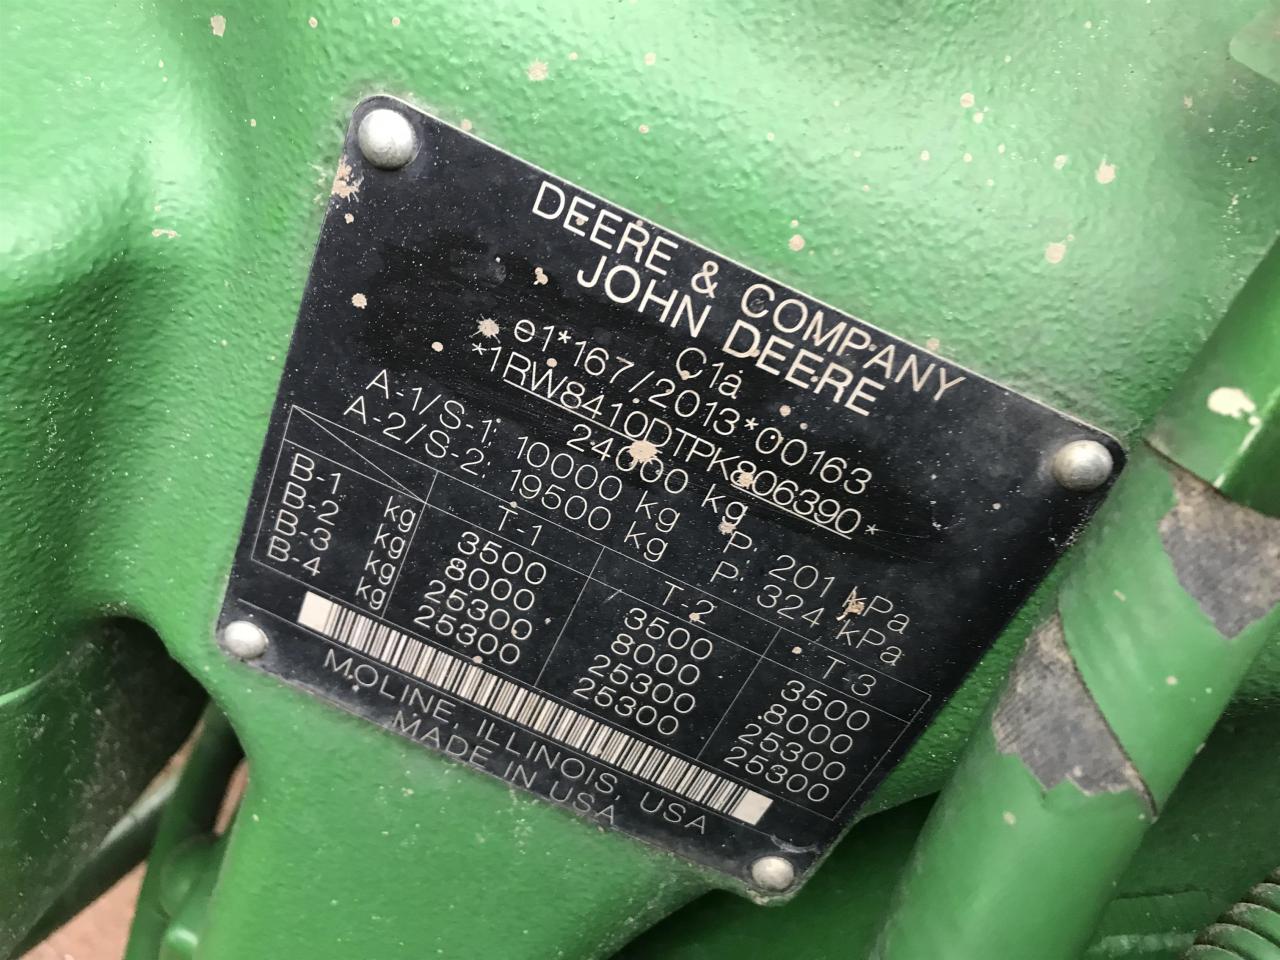 DEERE & COMPANY
JOHN DEERE
C1a
e1*167/2013*00163
*1RW8410DTPK806390*
24000 kg
A-1/S-1: 10000 kg P: 201 kPa
A-2/S-2: 19500 kg P: 324 kPa
T-1 T-2 T-3
B-1 kg 3500 3500 3500
B-2 kg 8000 8000 8000
B-3 kg 25300 25300 25300
B-4 kg 25300 25300 25300
MOLINE, ILLINOIS, USA
MADE IN USA